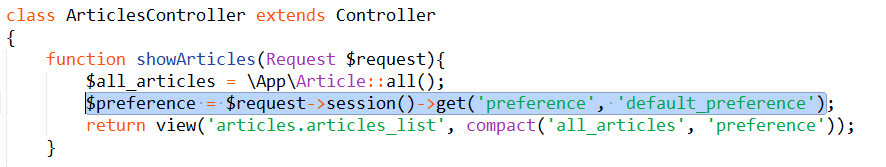 class ArticlesController extends Controller
{
function showArticles(Request $request){
$all_articles = \App\Article::all();
$preference = $request->session()->get('preference', 'default_preference');
return view('articles.articles_list', compact('all_articles', 'preference'));
}